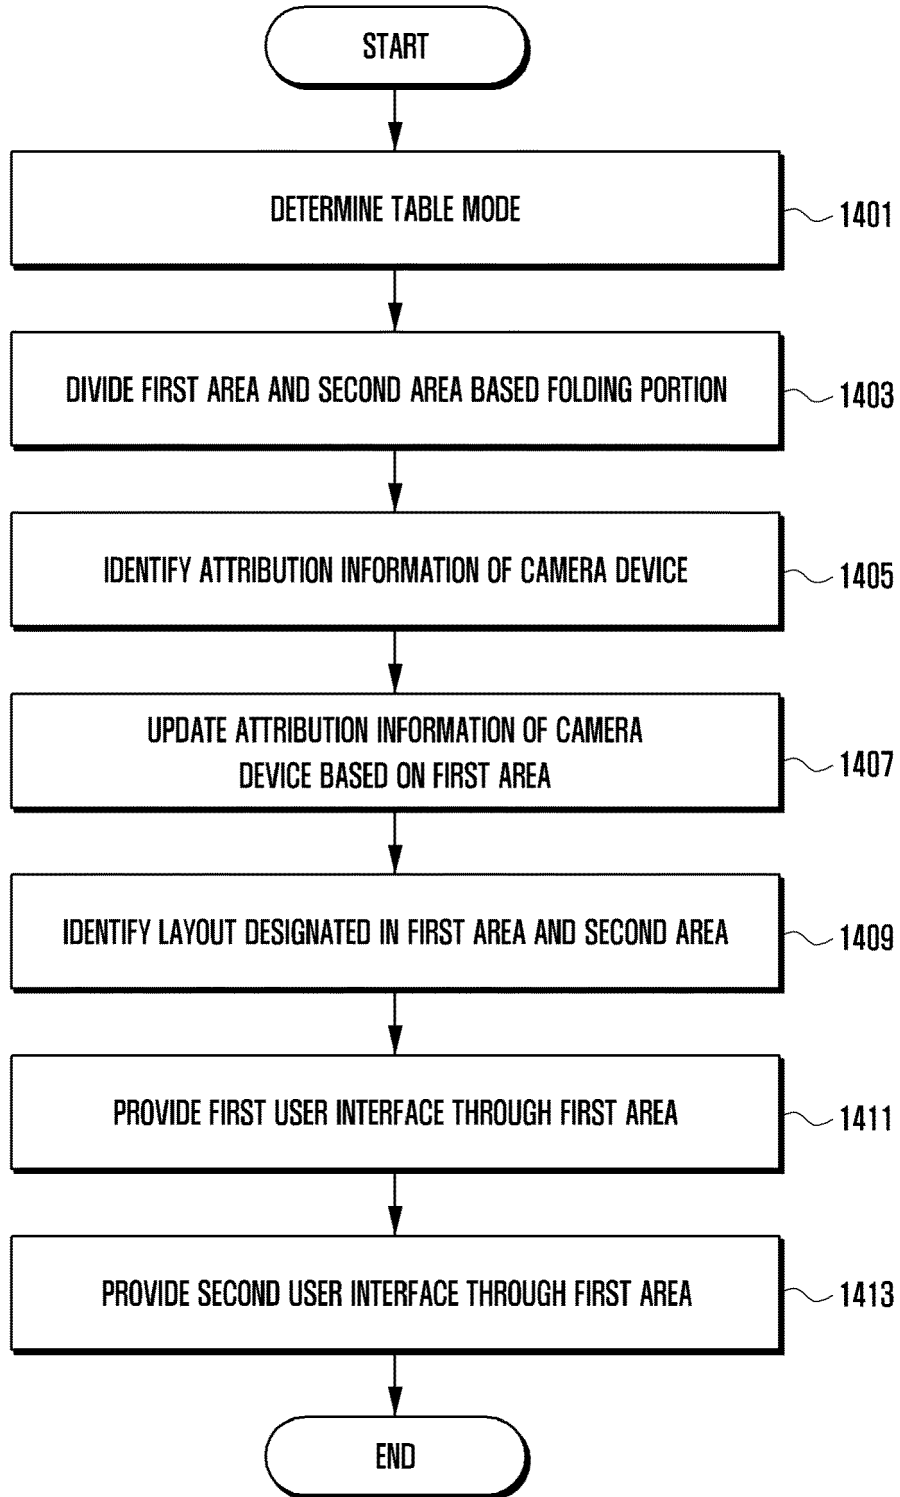 START
DETERMINE TABLE MODE
1401
DIVIDE FIRST AREA AND SECOND AREA BASED FOLDING PORTION
1403
IDENTIFY ATTRIBUTION INFORMATION OF CAMERA DEVICE
1405
UPDATE ATTRIBUTION INFORMATION OF CAMERA
DEVICE BASED ON FIRST AREA
1407
IDENTIFY LAYOUT DESIGNATED IN FIRST AREA AND SECOND AREA
1409
PROVIDE FIRST USER INTERFACE THROUGH FIRST AREA
1411
PROVIDE SECOND USER INTERFACE THROUGH FIRST AREA
1413
END